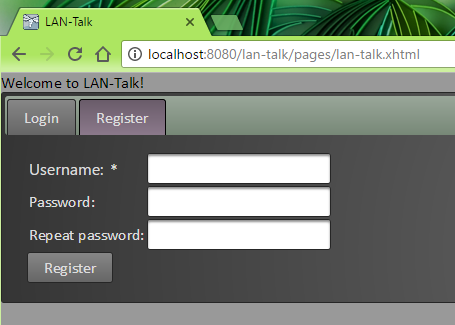 LAN-Talk
localhost:8080/lan-talk/pages/lan-talk.xhtml
Welcome to LAN-Talk!
Login Register
Username: *
Password:
Repeat password:
Register